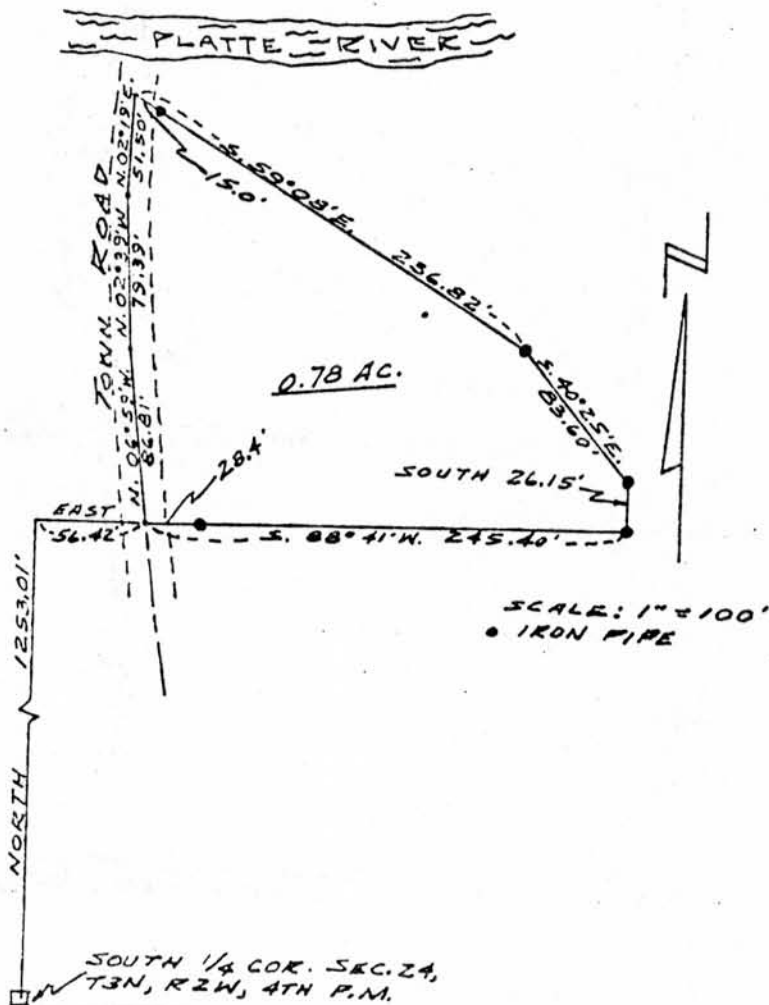 PLATTE RIVER
TOWN ROAD
N. 02°19'E.
51.50'
N. 02°39'W.
79.39'
N. 06°59'W.
86.81'
15.0'
S. 59°08'E.
236.82'
0.78 AC.
S. 40°25'E.
83.60'
28.4'
SOUTH 26.15'
EAST
56.42'
S. 88°41'W. 245.40'
SCALE: 1" = 100'
• IRON PIPE
1253.01'
NORTH
SOUTH 1/4 COR. SEC. 24,
T3N, R2W, 4TH P.M.